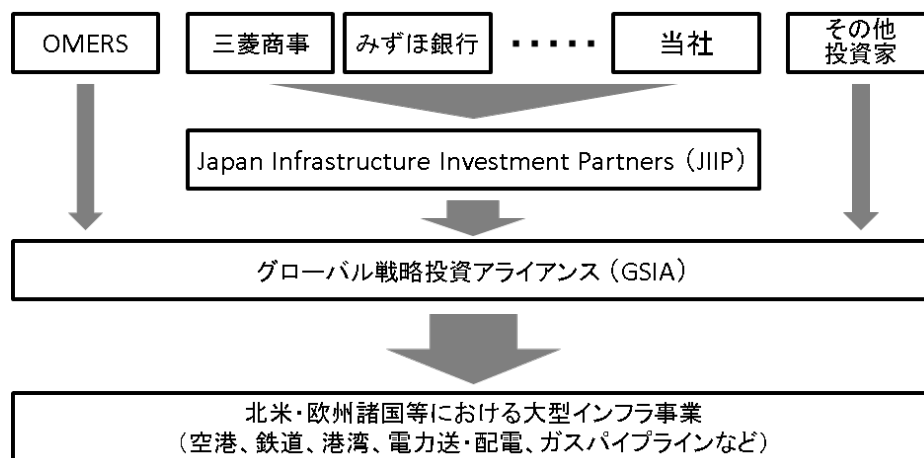 OMERS
三菱商事
みずほ銀行
・・・・・
当社
その他
投資家
Japan Infrastructure Investment Partners（JIIP）
グローバル戦略投資アライアンス（GSIA）
北米・欧州諸国等における大型インフラ事業
（空港、鉄道、港湾、電力送・配電、ガスパイプラインなど）